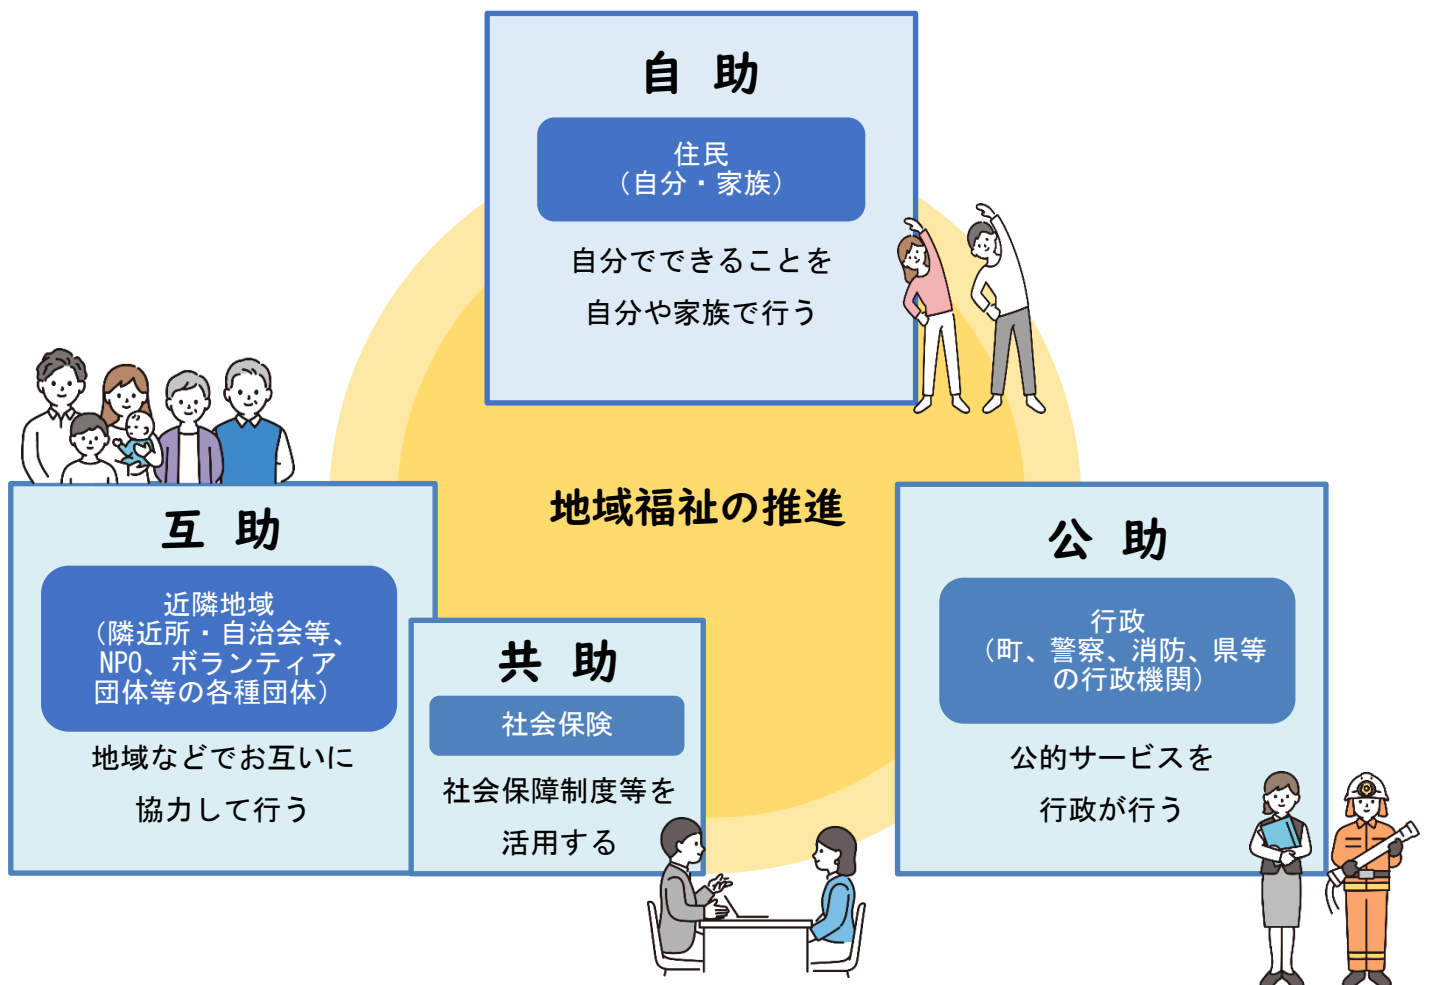 自 助
住民
（自分・家族）
自分でできることを
自分や家族で行う
地域福祉の推進
互 助
近隣地域
（隣近所・自治会等、
NPO、ボランティア
団体等の各種団体）
地域などでお互いに
協力して行う
共 助
社会保険
社会保障制度等を
活用する
公 助
行政
（町、警察、消防、県等
の行政機関）
公的サービスを
行政が行う